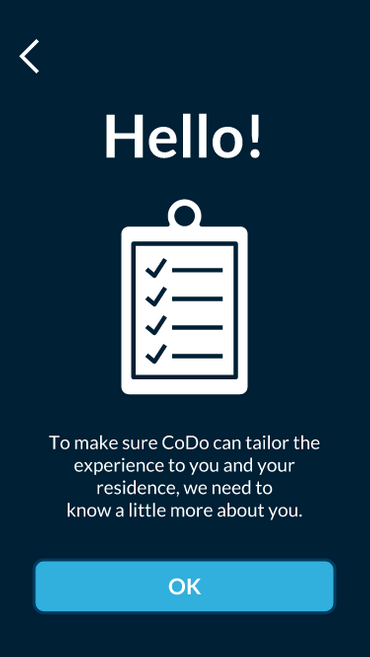 Hello!
To make sure CoDo can tailor the
experience to you and your
residence, we need to
know a little more about you.
OK